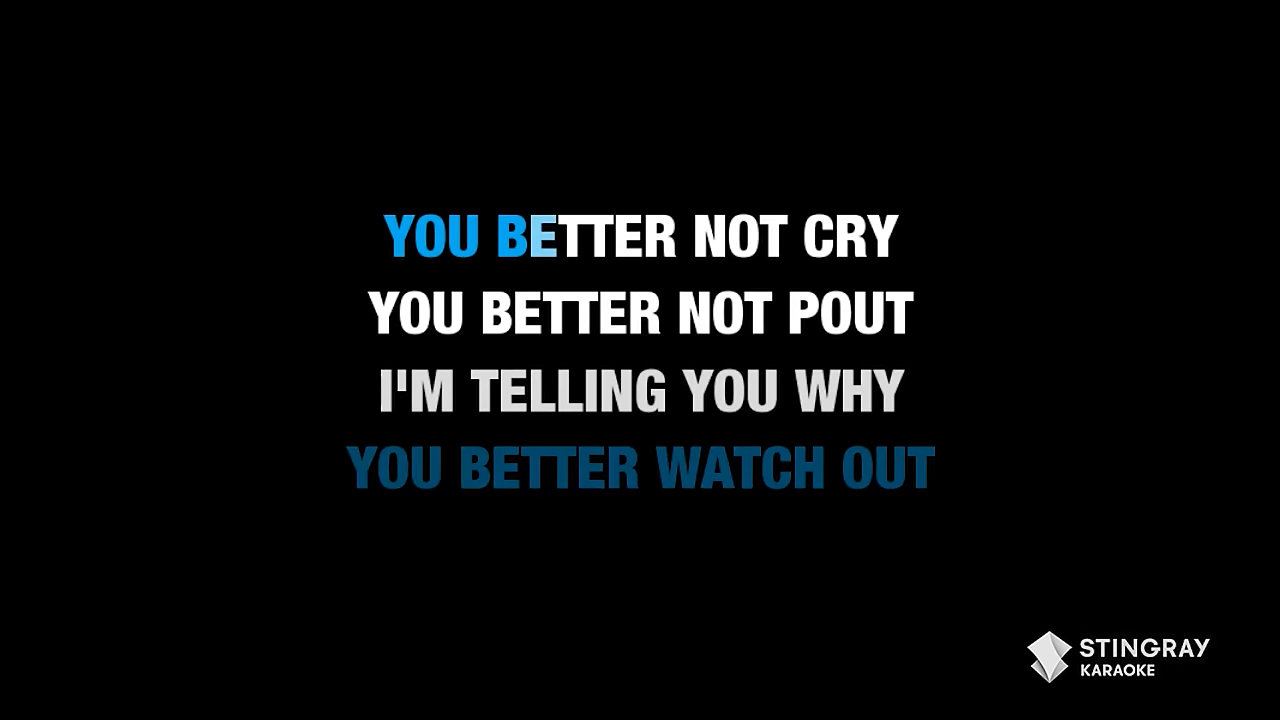 YOU BETTER NOT CRY
YOU BETTER NOT POUT
I'M TELLING YOU WHY
YOU BETTER WATCH OUT
STINGRAY
KARAOKE